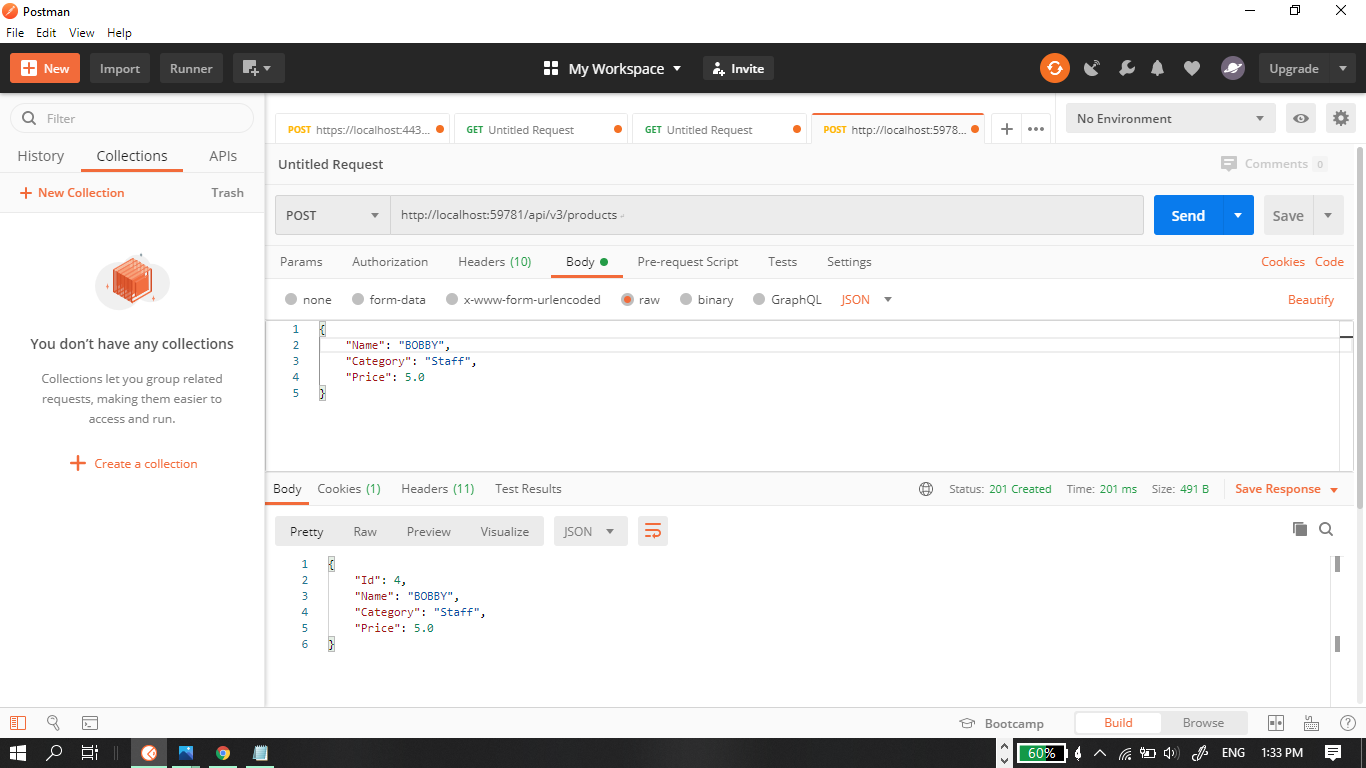 Postman
File Edit View Help
New Import Runner My Workspace Invite Upgrade
Filter
History Collections APIs
New Collection Trash
You don’t have any collections
Collections let you group related
requests, making them easier to
access and run.
Create a collection
POST https://localhost:443... GET Untitled Request GET Untitled Request POST http://localhost:5978... No Environment
Untitled Request Comments 0
POST http://localhost:59781/api/v3/products Send Save
Params Authorization Headers (10) Body Pre-request Script Tests Settings Cookies Code
none form-data x-www-form-urlencoded raw binary GraphQL JSON Beautify
1 {
2 "Name": "BOBBY",
3 "Category": "Staff",
4 "Price": 5.0
5 }
Body Cookies (1) Headers (11) Test Results Status: 201 Created Time: 201 ms Size: 491 B Save Response
Pretty Raw Preview Visualize JSON
1 {
2 "Id": 4,
3 "Name": "BOBBY",
4 "Category": "Staff",
5 "Price": 5.0
6 }
Bootcamp Build Browse
60% ENG 1:33 PM